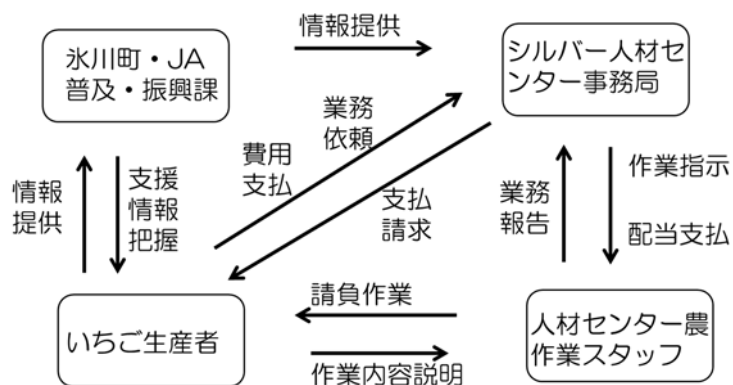 情報提供
氷川町・JA
普及・振興課
シルバー人材セ
ンター事務局
業務
依頼
費用
支払
支払
請求
情報
提供
支援
情報
把握
業務
報告
作業指示
配当支払
請負作業
いちご生産者
人材センター農
作業スタッフ
作業内容説明